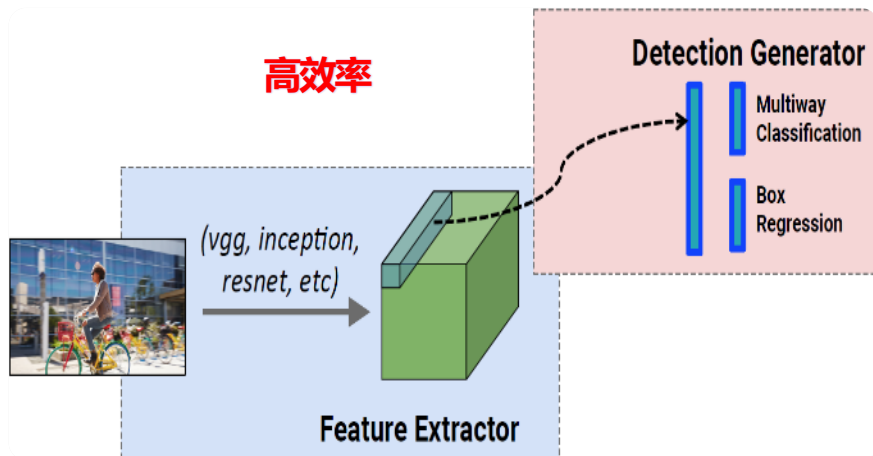 高效率
Detection Generator
Multiway
Classification
Box
Regression
(vgg, inception,
resnet, etc)
Feature Extractor